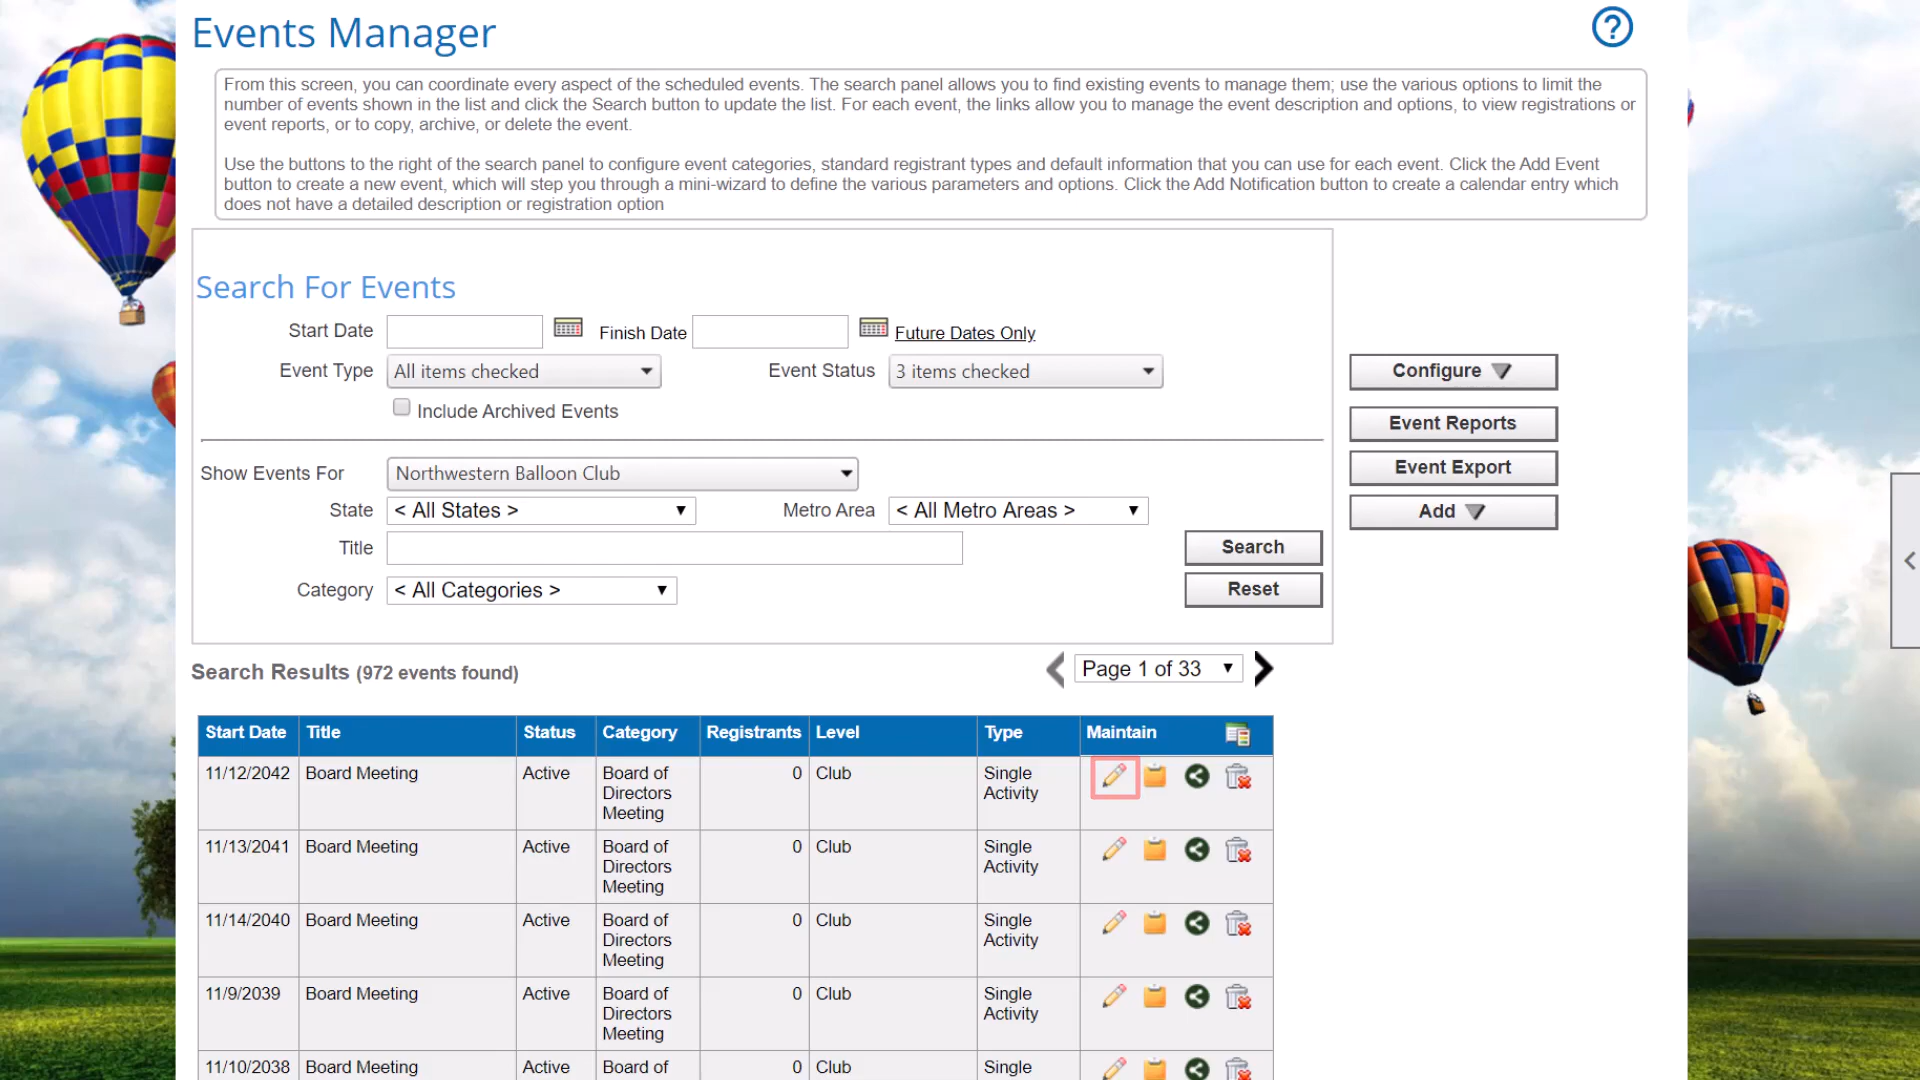 Events Manager
From this screen, you can coordinate every aspect of the scheduled events. The search panel allows you to find existing events to manage them; use the various options to limit the
number of events shown in the list and click the Search button to update the list. For each event, the links allow you to manage the event description and options, to view registrations or
event reports, or to copy, archive, or delete the event.
Use the buttons to the right of the search panel to configure event categories, standard registrant types and default information that you can use for each event. Click the Add Event
button to create a new event, which will step you through a mini-wizard to define the various parameters and options. Click the Add Notification button to create a calendar entry which
does not have a detailed description or registration option
Search For Events
Start Date Finish Date Future Dates Only
Event Type All items checked Event Status 3 items checked
Include Archived Events
Configure
Event Reports
Event Export
Add
Show Events For Northwestern Balloon Club
State < All States > Metro Area < All Metro Areas >
Title
Search
Category < All Categories >
Reset
Search Results (972 events found) Page 1 of 33
Start Date Title Status Category Registrants Level Type Maintain
11/12/2042 Board Meeting Active Board of 0 Club Single
Directors Activity
Meeting
11/13/2041 Board Meeting Active Board of 0 Club Single
Directors Activity
Meeting
11/14/2040 Board Meeting Active Board of 0 Club Single
Directors Activity
Meeting
11/9/2039 Board Meeting Active Board of 0 Club Single
Directors Activity
Meeting
11/10/2038 Board Meeting Active Board of 0 Club Single